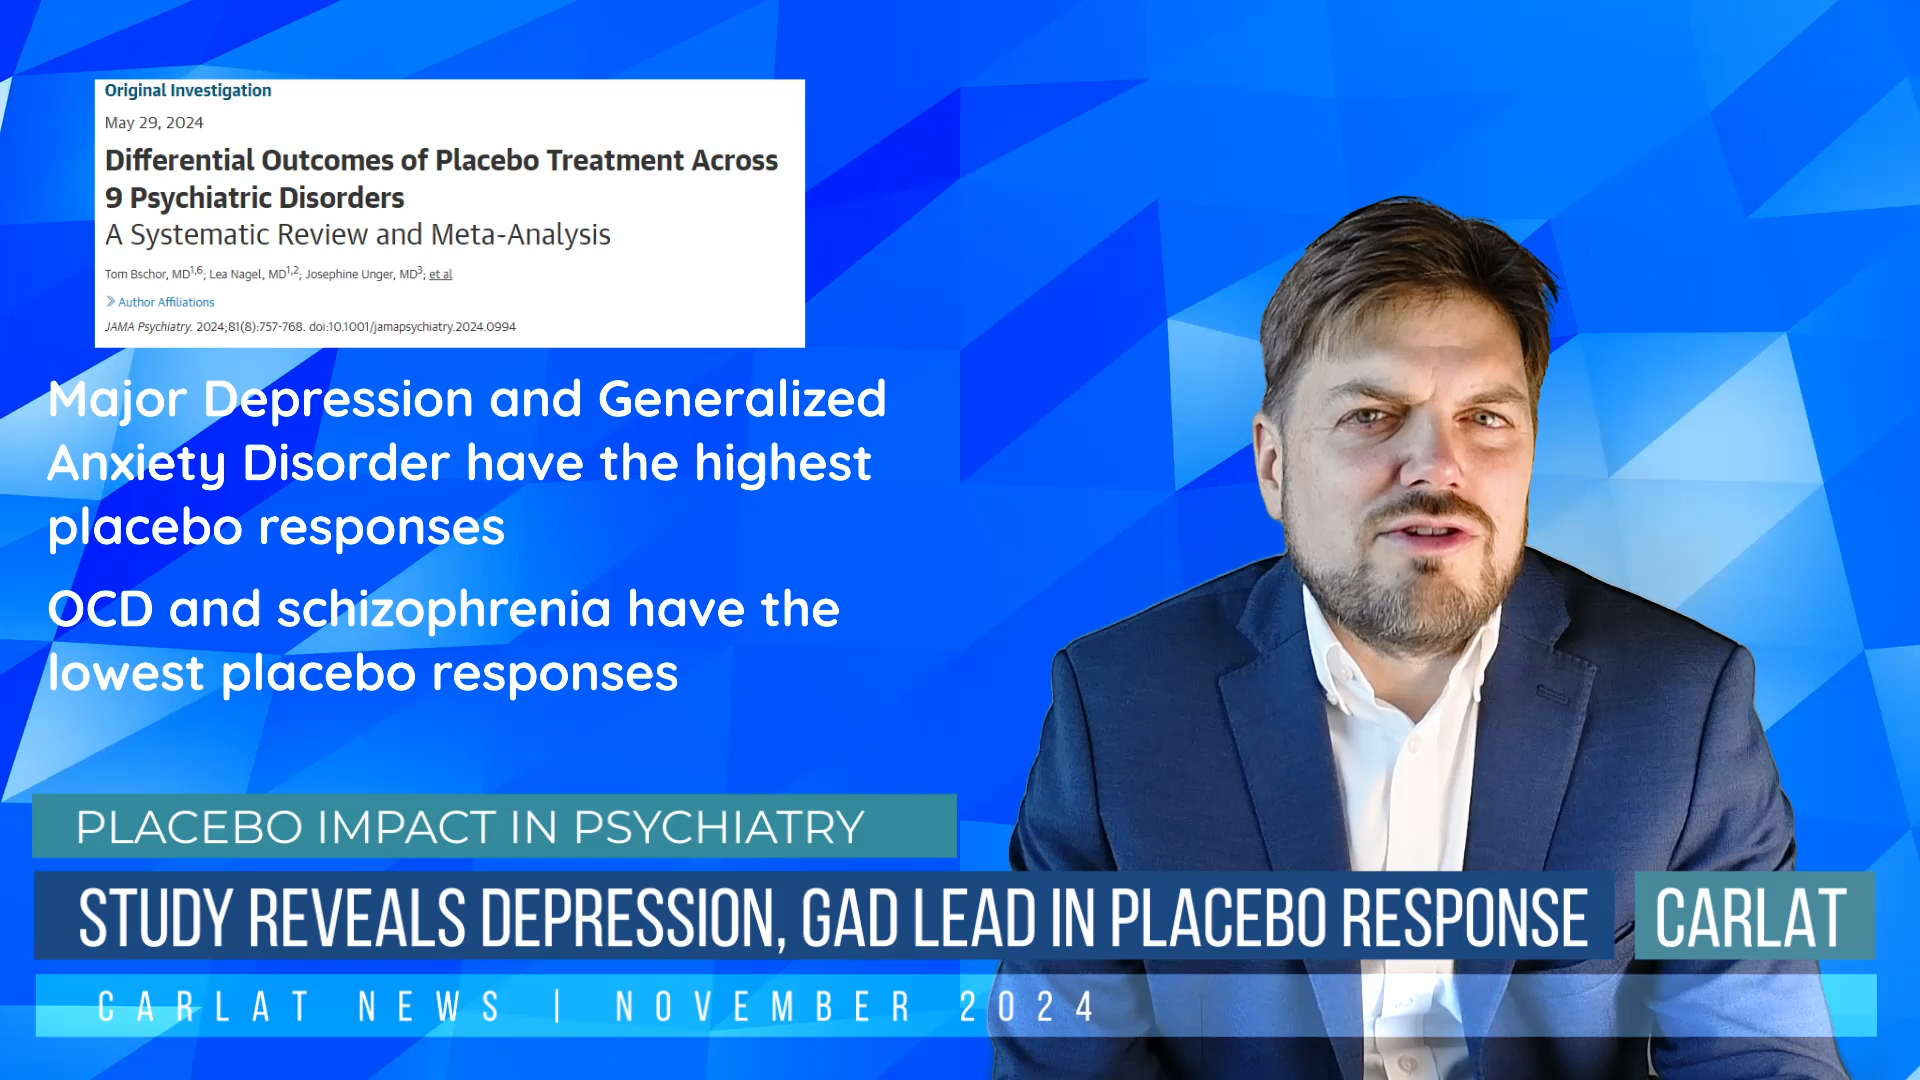 Original Investigation
May 29, 2024
Differential Outcomes of Placebo Treatment Across
9 Psychiatric Disorders
A Systematic Review and Meta-Analysis
Tom Bschor, MD1,6; Lea Nagel, MD1,2; Josephine Unger, MD3; et al
Author Affiliations
JAMA Psychiatry. 2024;81(8):757-768. doi:10.1001/jamapsychiatry.2024.0994
Major Depression and Generalized
Anxiety Disorder have the highest
placebo responses
OCD and schizophrenia have the
lowest placebo responses
PLACEBO IMPACT IN PSYCHIATRY
STUDY REVEALS DEPRESSION, GAD LEAD IN PLACEBO RESPONSE
CARLAT
CARLAT NEWS | NOVEMBER 2024